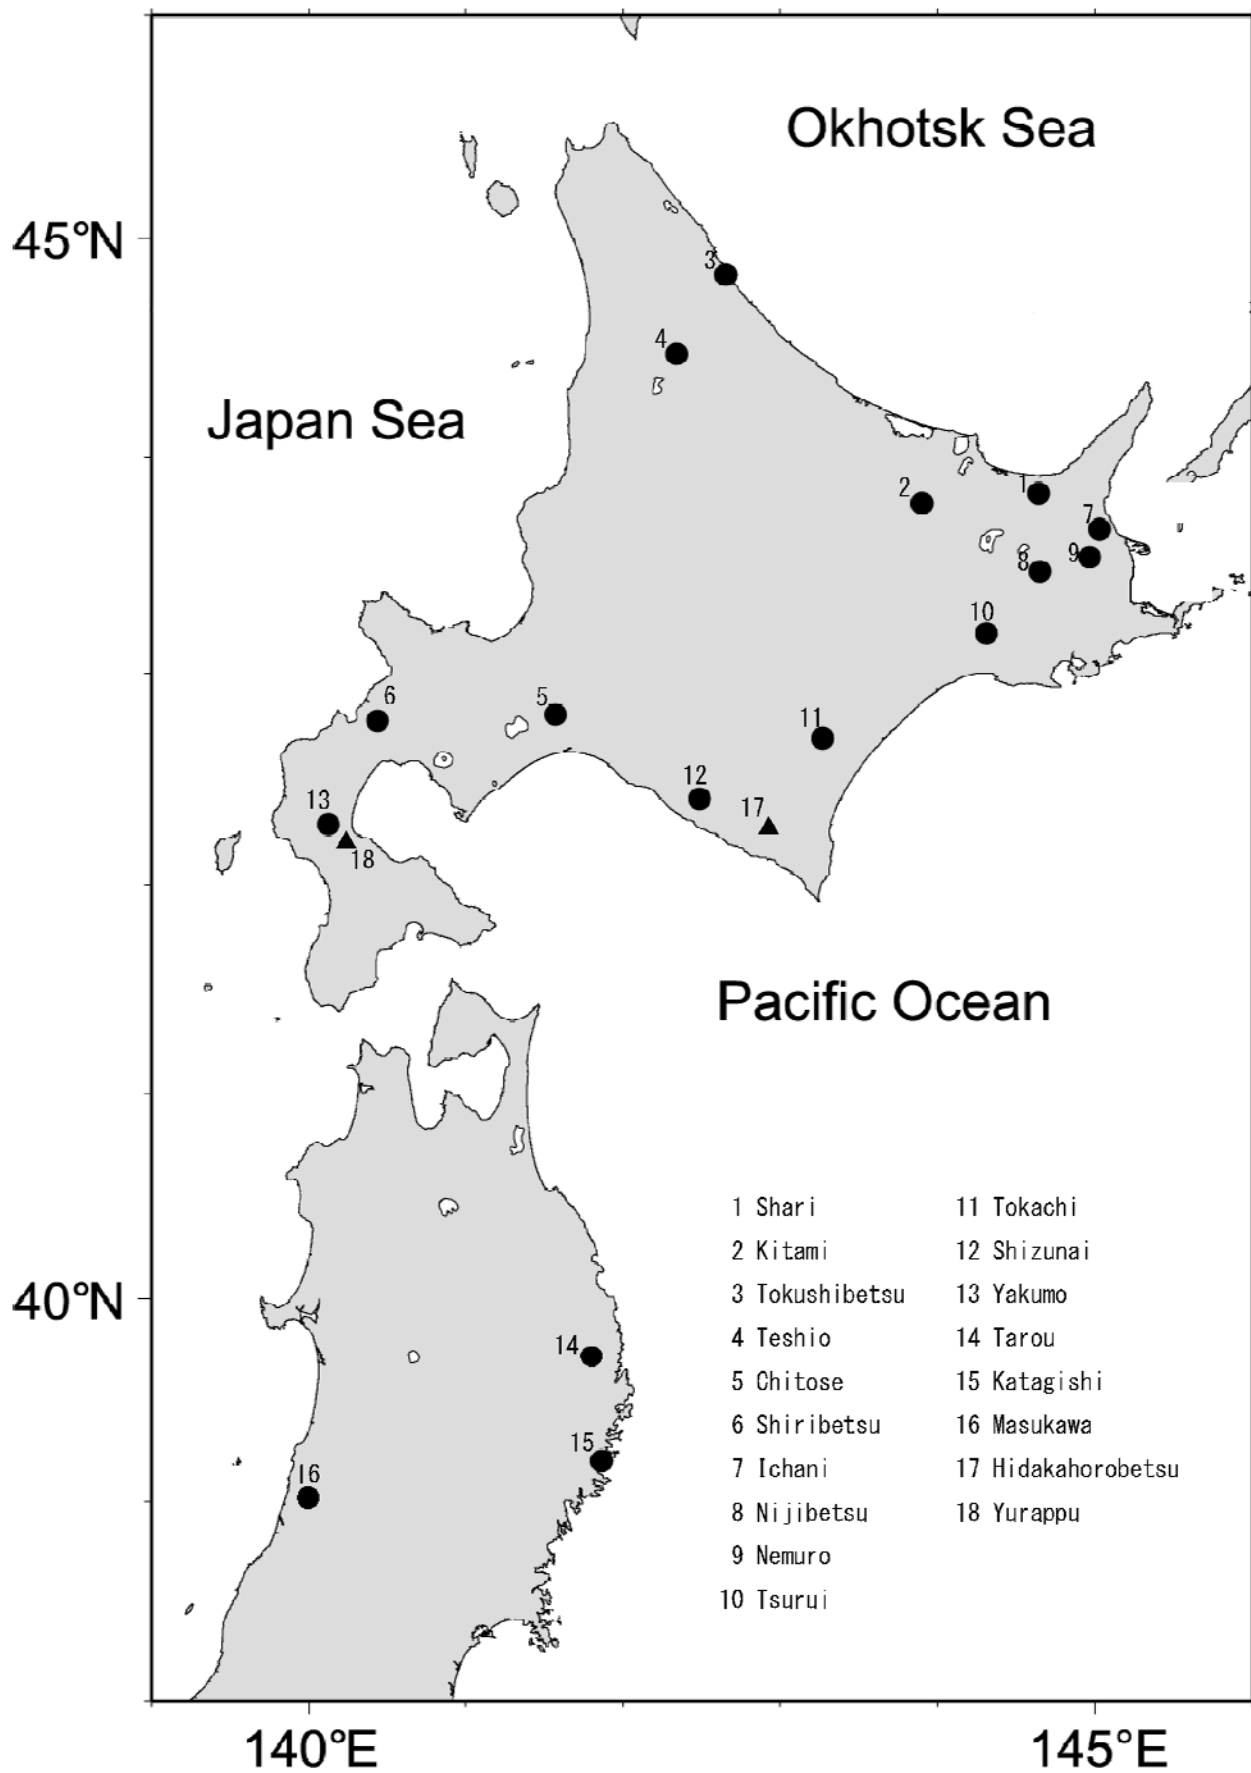 Okhotsk Sea
45°N
3
4
Japan Sea
2
1
7
9
8
10
6
5
11
12
17
13
18
Pacific Ocean
1 Shari
2 Kitami
3 Tokushibetsu
4 Teshio
5 Chitose
6 Shiribetsu
7 Ichani
8 Nijibetsu
9 Nemuro
10 Tsurui
11 Tokachi
12 Shizunai
13 Yakumo
14 Tarou
15 Katagishi
16 Masukawa
17 Hidakahorobetsu
18 Yurappu
40°N
14
15
16
140°E
145°E